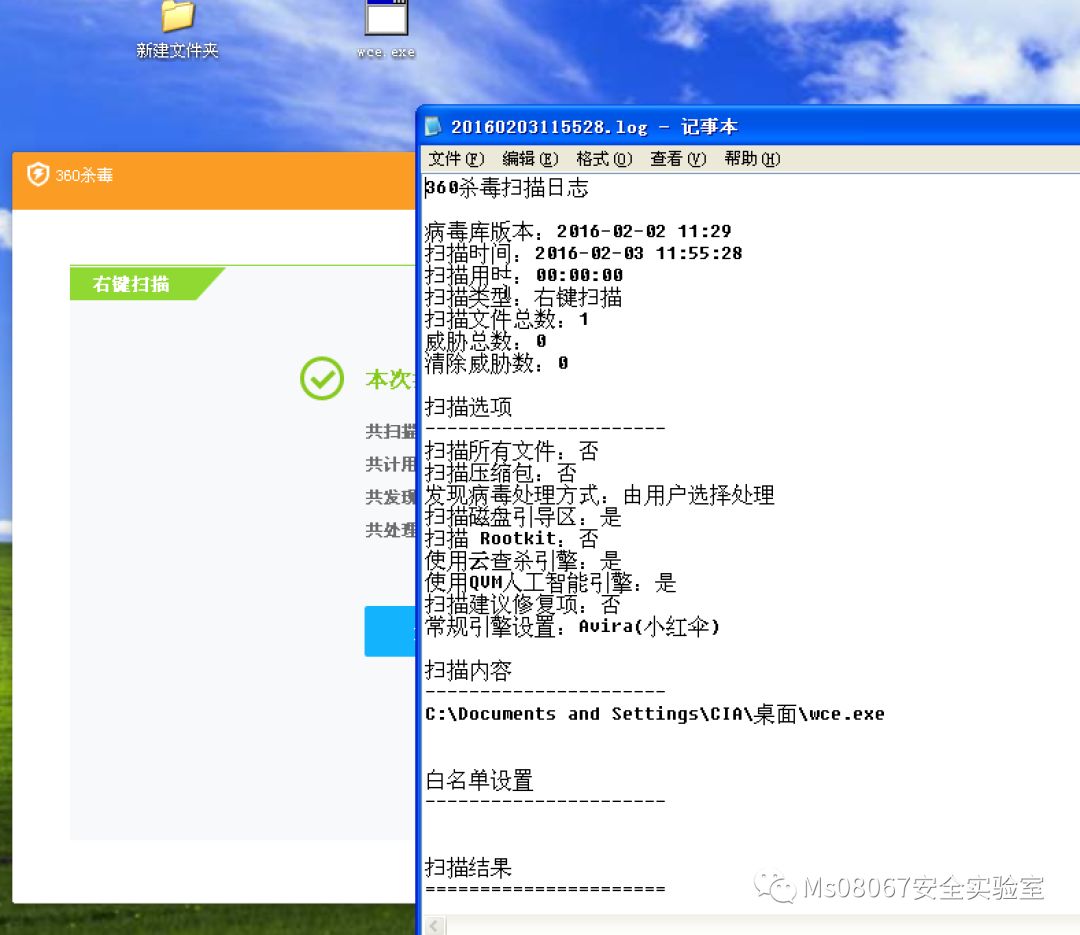 新建文件夹
wce.exe
20160203115528.log - 记事本
文件(F) 编辑(E) 格式(O) 查看(V) 帮助(H)
360杀毒
右键扫描
本次
共扫描
共计用
共发现
共处理
360杀毒扫描日志
病毒库版本：2016-02-02 11:29
扫描时间：2016-02-03 11:55:28
扫描用时：00:00:00
扫描类型：右键扫描
扫描文件总数：1
威胁总数：0
清除威胁数：0
扫描选项
----------------------
扫描所有文件：否
扫描压缩包：否
发现病毒处理方式：由用户选择处理
扫描磁盘引导区：是
扫描 Rootkit：否
使用云查杀引擎：是
使用QVM人工智能引擎：是
扫描建议修复项：否
常规引擎设置：Avira(小红伞)
扫描内容
----------------------
C:\Documents and Settings\CIA\桌面\wce.exe
白名单设置
----------------------
扫描结果
======================
Ms08067安全实验室